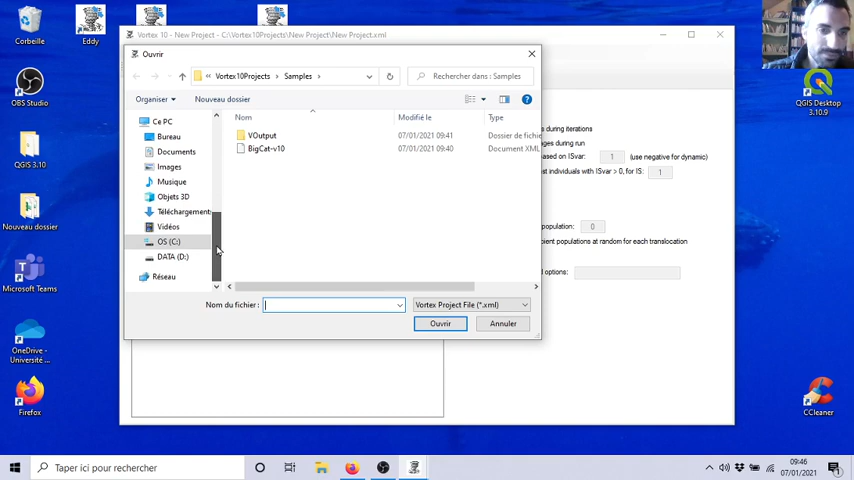 Corbeille
Eddy
OBS Studio
QGIS 3.10
Nouveau dossier
Microsoft Teams
OneDrive -
Université ...
Firefox
QGIS Desktop
3.10.9
CCleaner
Vortex 10 - New Project - C:\Vortex10Projects\New Project\New Project.xml
Ouvrir
Vortex10Projects
Samples
Rechercher dans : Samples
Organiser
Nouveau dossier
Nom
Modifié le
Type
VOutput
07/01/2021 09:41
Dossier de fichie
BigCat-v10
07/01/2021 09:40
Document XML
Ce PC
Bureau
Documents
Images
Musique
Objets 3D
Téléchargement
Vidéos
OS (C:)
DATA (D:)
Réseau
Nom du fichier :
Vortex Project File (*.xml)
Ouvrir
Annuler
s during iterations
ges during run
ased on ISvar:
1
(use negative for dynamic)
st individuals with ISvar > 0, for IS:
1
population:
0
ient populations at random for each translocation
options:
Taper ici pour rechercher
09:46
07/01/2021
1